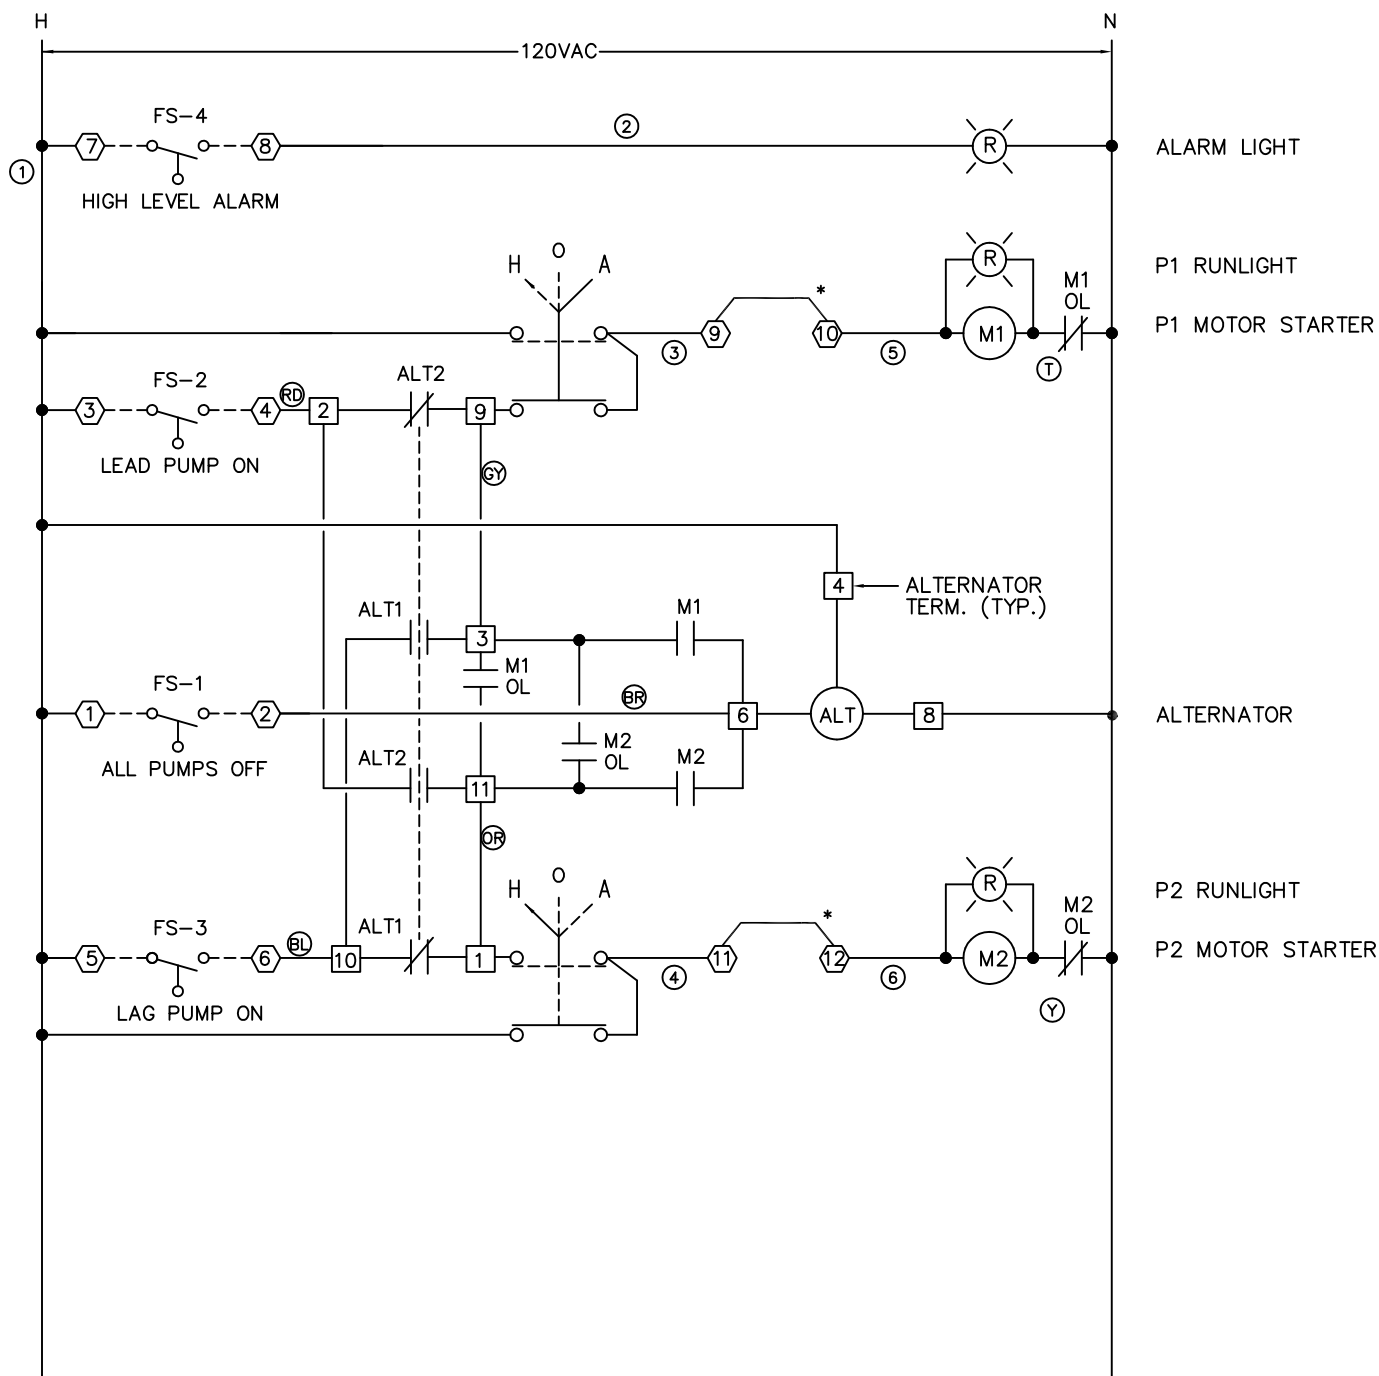 H
N
120VAC
FS-4
7
8
2
R
ALARM LIGHT
1
HIGH LEVEL ALARM
H
O
A
*
R
P1 RUNLIGHT
M1
OL
9
10
M1
P1 MOTOR STARTER
3
5
T
FS-2
ALT2
3
4
RD
2
9
LEAD PUMP ON
GY
4
ALTERNATOR
TERM. (TYP.)
ALT1
M1
3
M1
OL
FS-1
BR
1
2
6
ALT
8
ALTERNATOR
ALL PUMPS OFF
ALT2
M2
OL
M2
11
OR
H
O
A
*
R
P2 RUNLIGHT
M2
OL
FS-3
ALT1
5
6
BL
10
1
11
12
M2
P2 MOTOR STARTER
4
6
Y
LAG PUMP ON